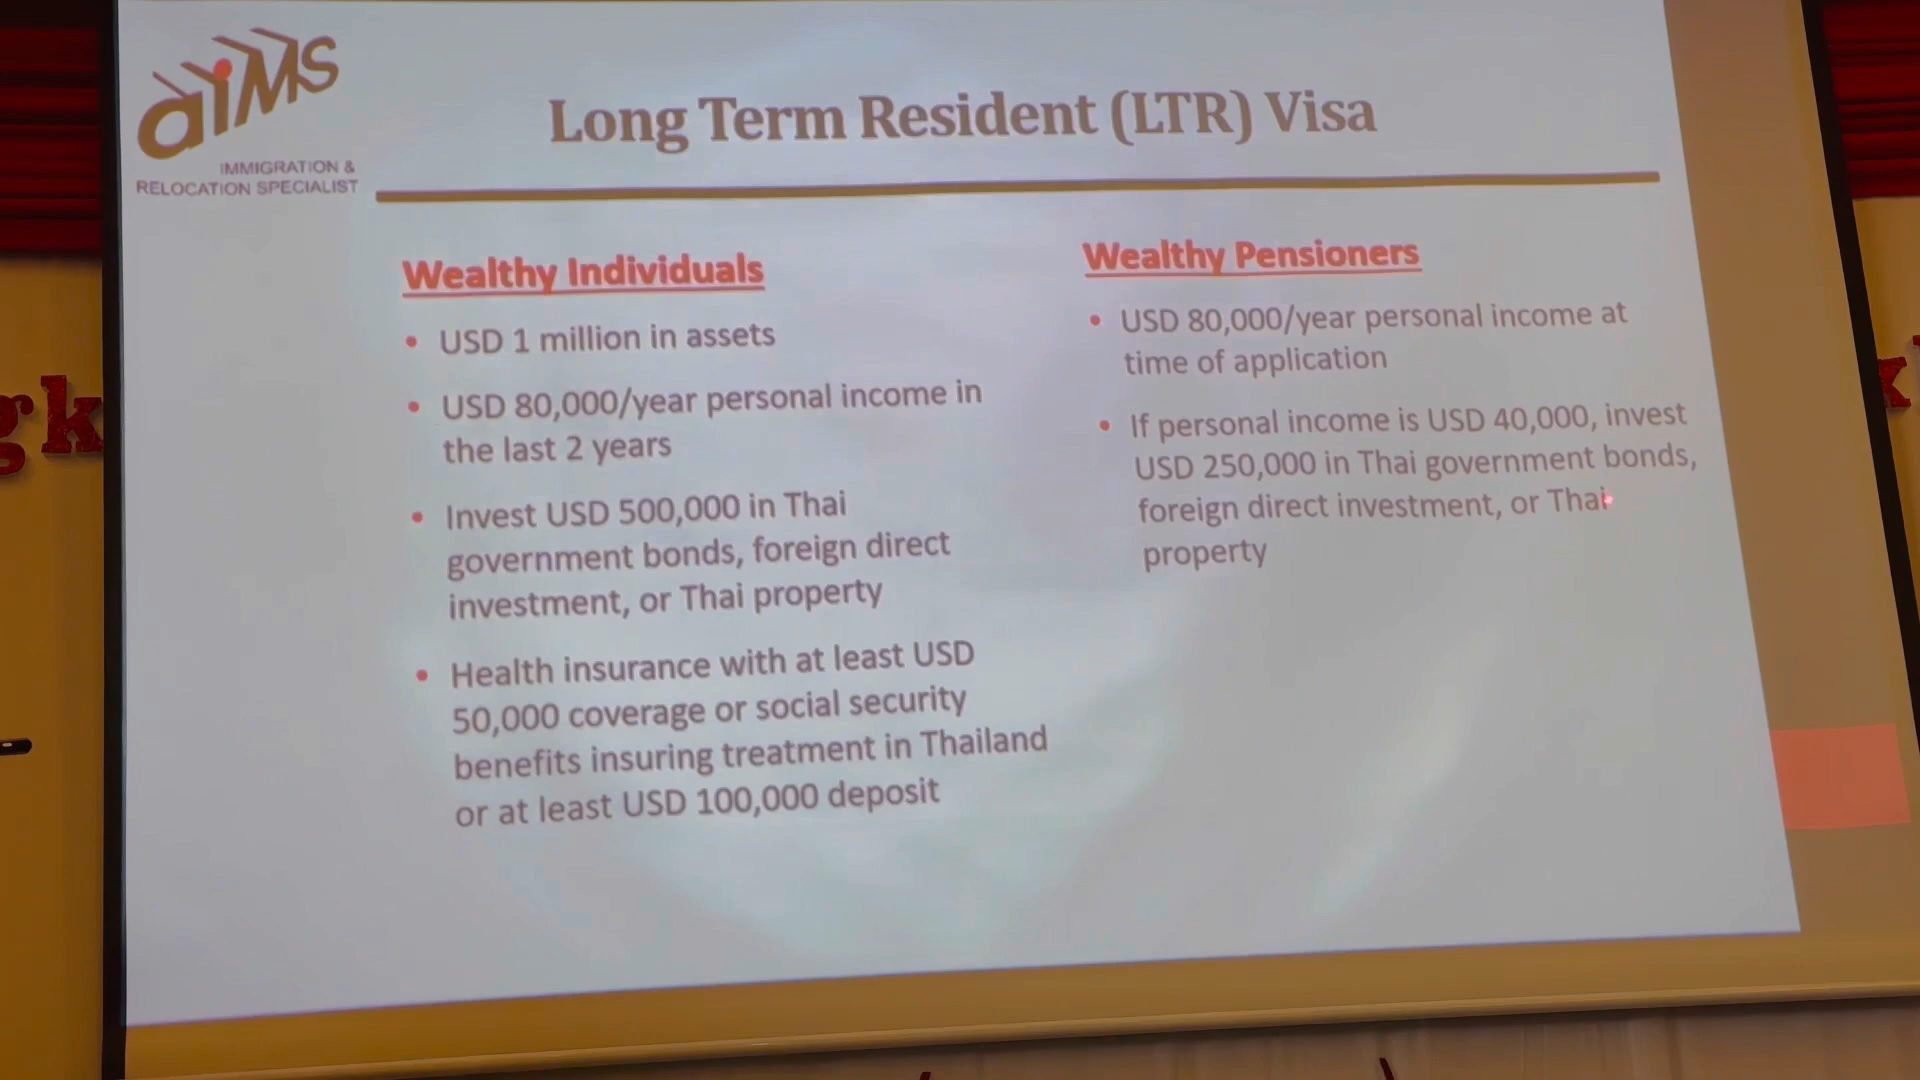 aiMS
IMMIGRATION &
RELOCATION SPECIALIST
Long Term Resident (LTR) Visa
Wealthy Individuals
• USD 1 million in assets
• USD 80,000/year personal income in
the last 2 years
• Invest USD 500,000 in Thai
government bonds, foreign direct
investment, or Thai property
• Health insurance with at least USD
50,000 coverage or social security
benefits insuring treatment in Thailand
or at least USD 100,000 deposit
Wealthy Pensioners
• USD 80,000/year personal income at
time of application
• If personal income is USD 40,000, invest
USD 250,000 in Thai government bonds,
foreign direct investment, or Thai
property
gk